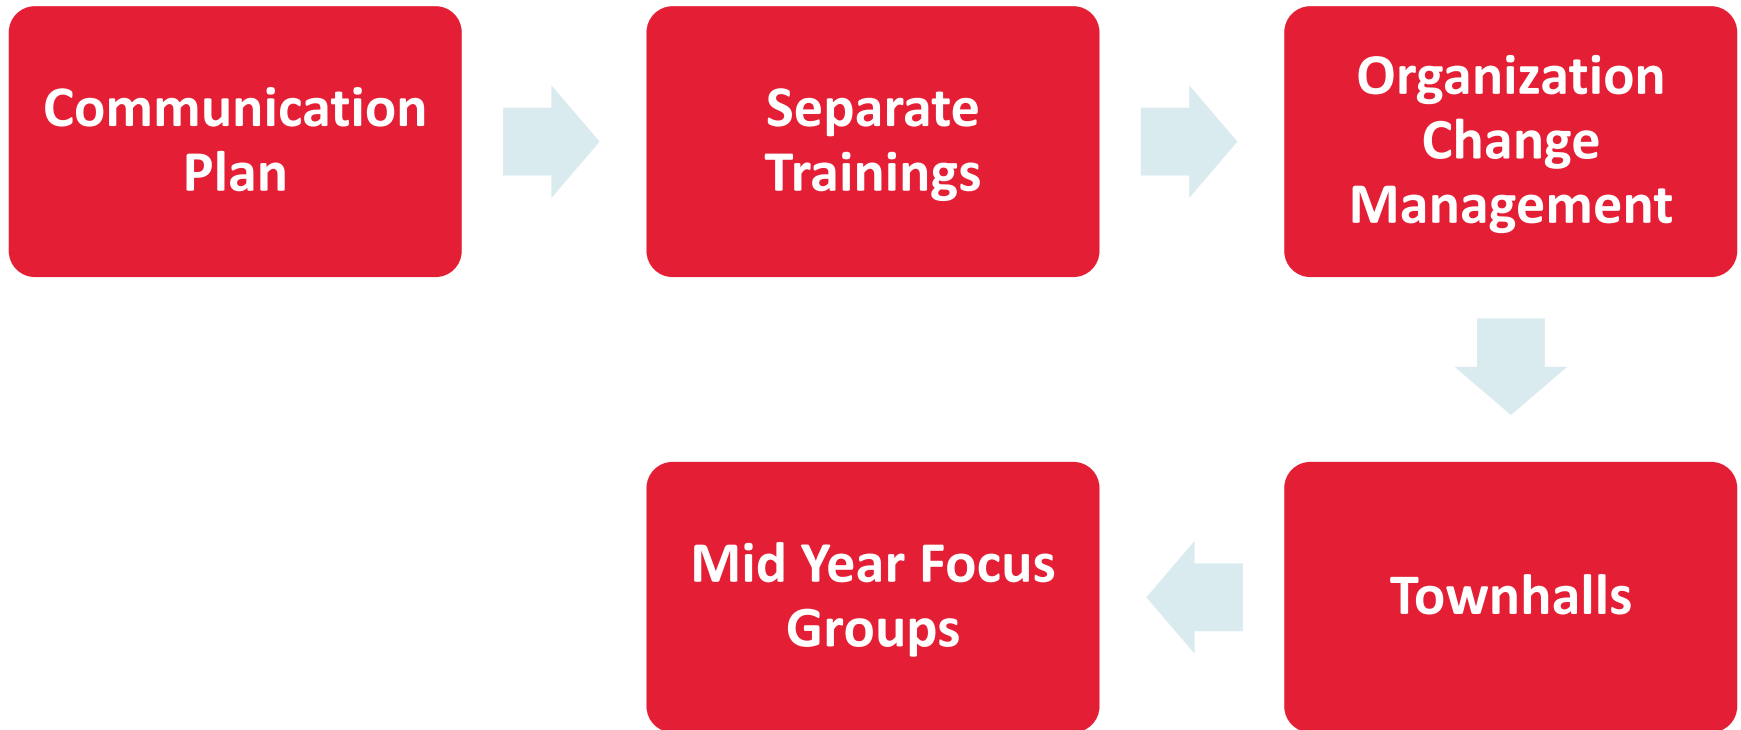 Communication
Plan
Separate
Trainings
Organization
Change
Management
Townhalls
Mid Year Focus
Groups